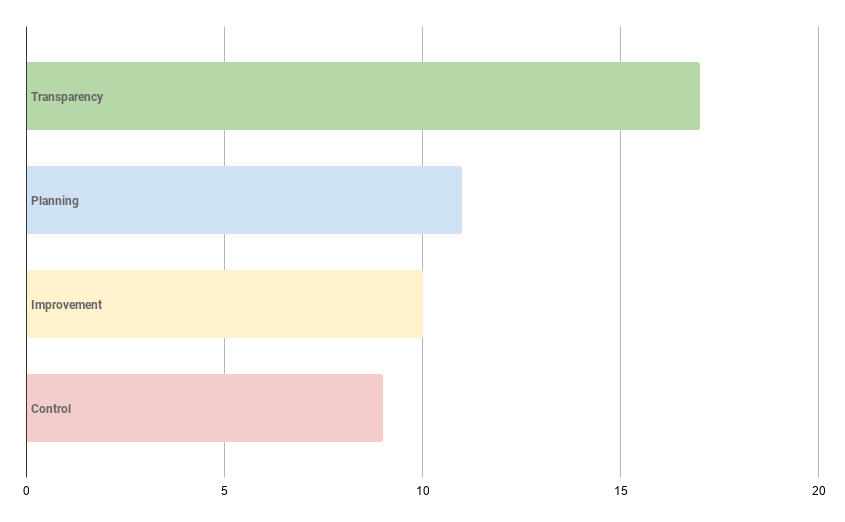 Transparency
Planning
Improvement
Control
0 5 10 15 20